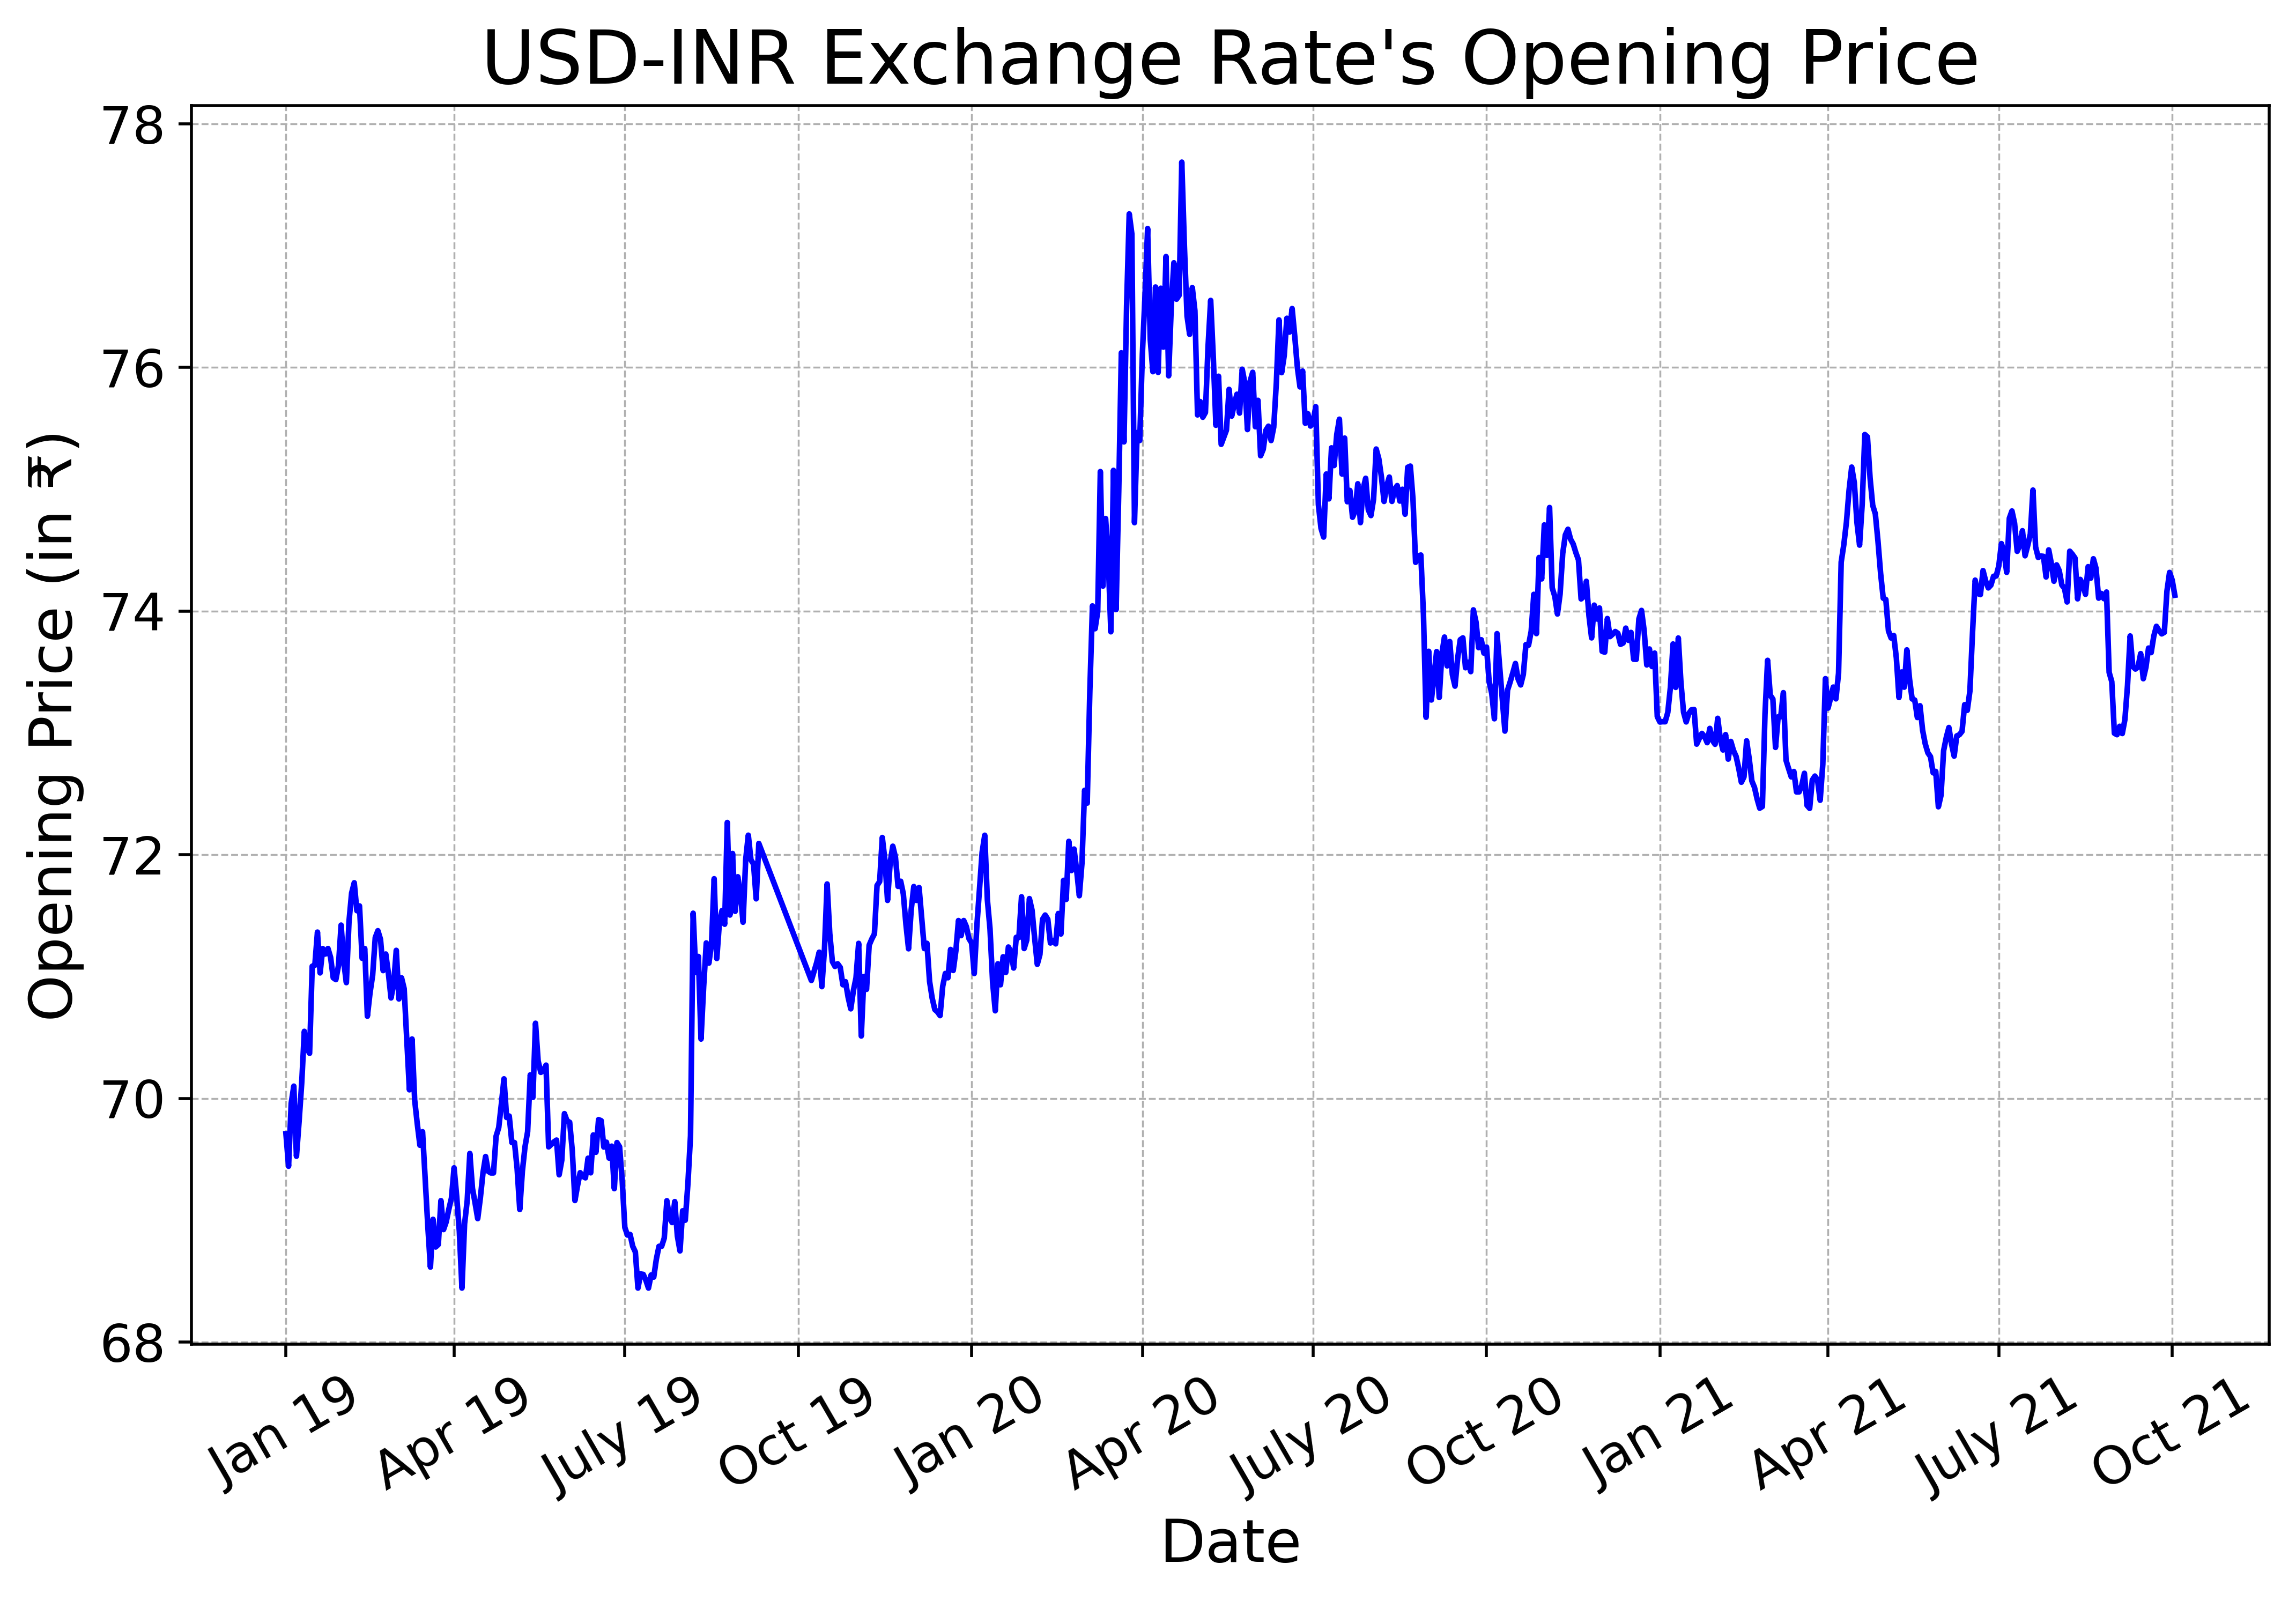 USD-INR Exchange Rate's Opening Price
Opening Price (in ₹)
78
76
74
72
70
68
Jan 19
Apr 19
July 19
Oct 19
Jan 20
Apr 20
July 20
Oct 20
Jan 21
Apr 21
July 21
Oct 21
Date